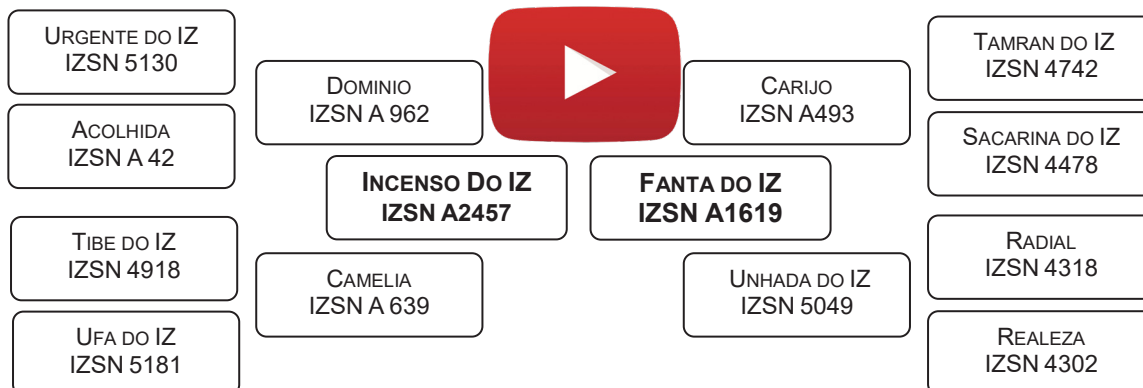 URGENTE DO IZ
IZSN 5130
ACOLHIDA
IZSN A 42
TIBE DO IZ
IZSN 4918
UFA DO IZ
IZSN 5181
DOMINIO
IZSN A 962
CAMELIA
IZSN A 639
INCENSO DO IZ
IZSN A2457
FANTA DO IZ
IZSN A1619
CARIJO
IZSN A493
UNHADA DO IZ
IZSN 5049
TAMRAN DO IZ
IZSN 4742
SACARINA DO IZ
IZSN 4478
RADIAL
IZSN 4318
REALEZA
IZSN 4302